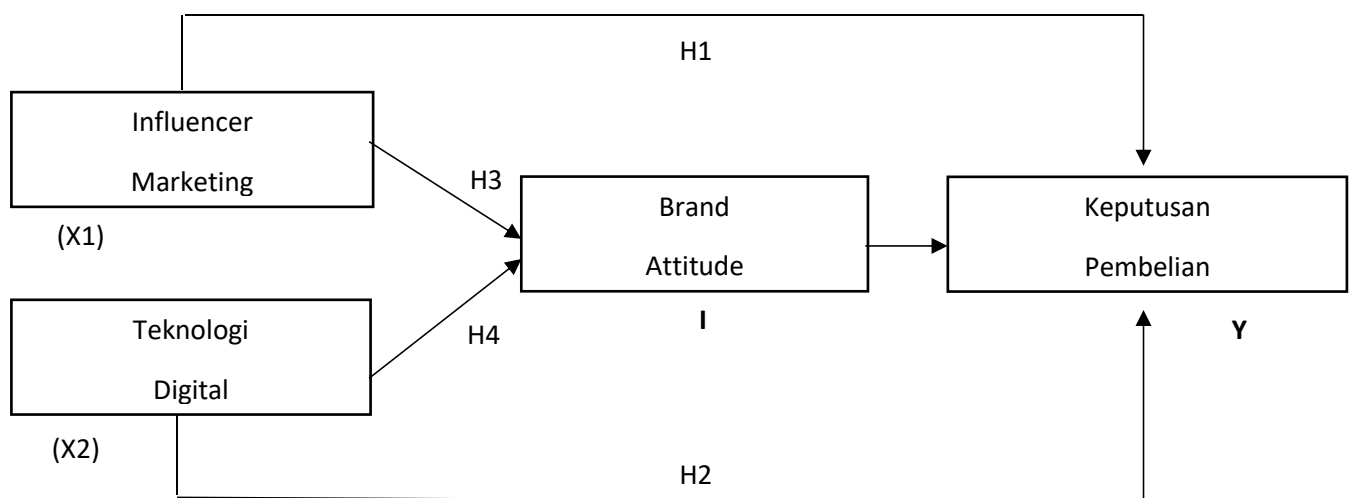 H1
Influencer
Marketing
(X1)
H3
Brand
Attitude
I
Keputusan
Pembelian
Y
Teknologi
Digital
(X2)
H4
H2